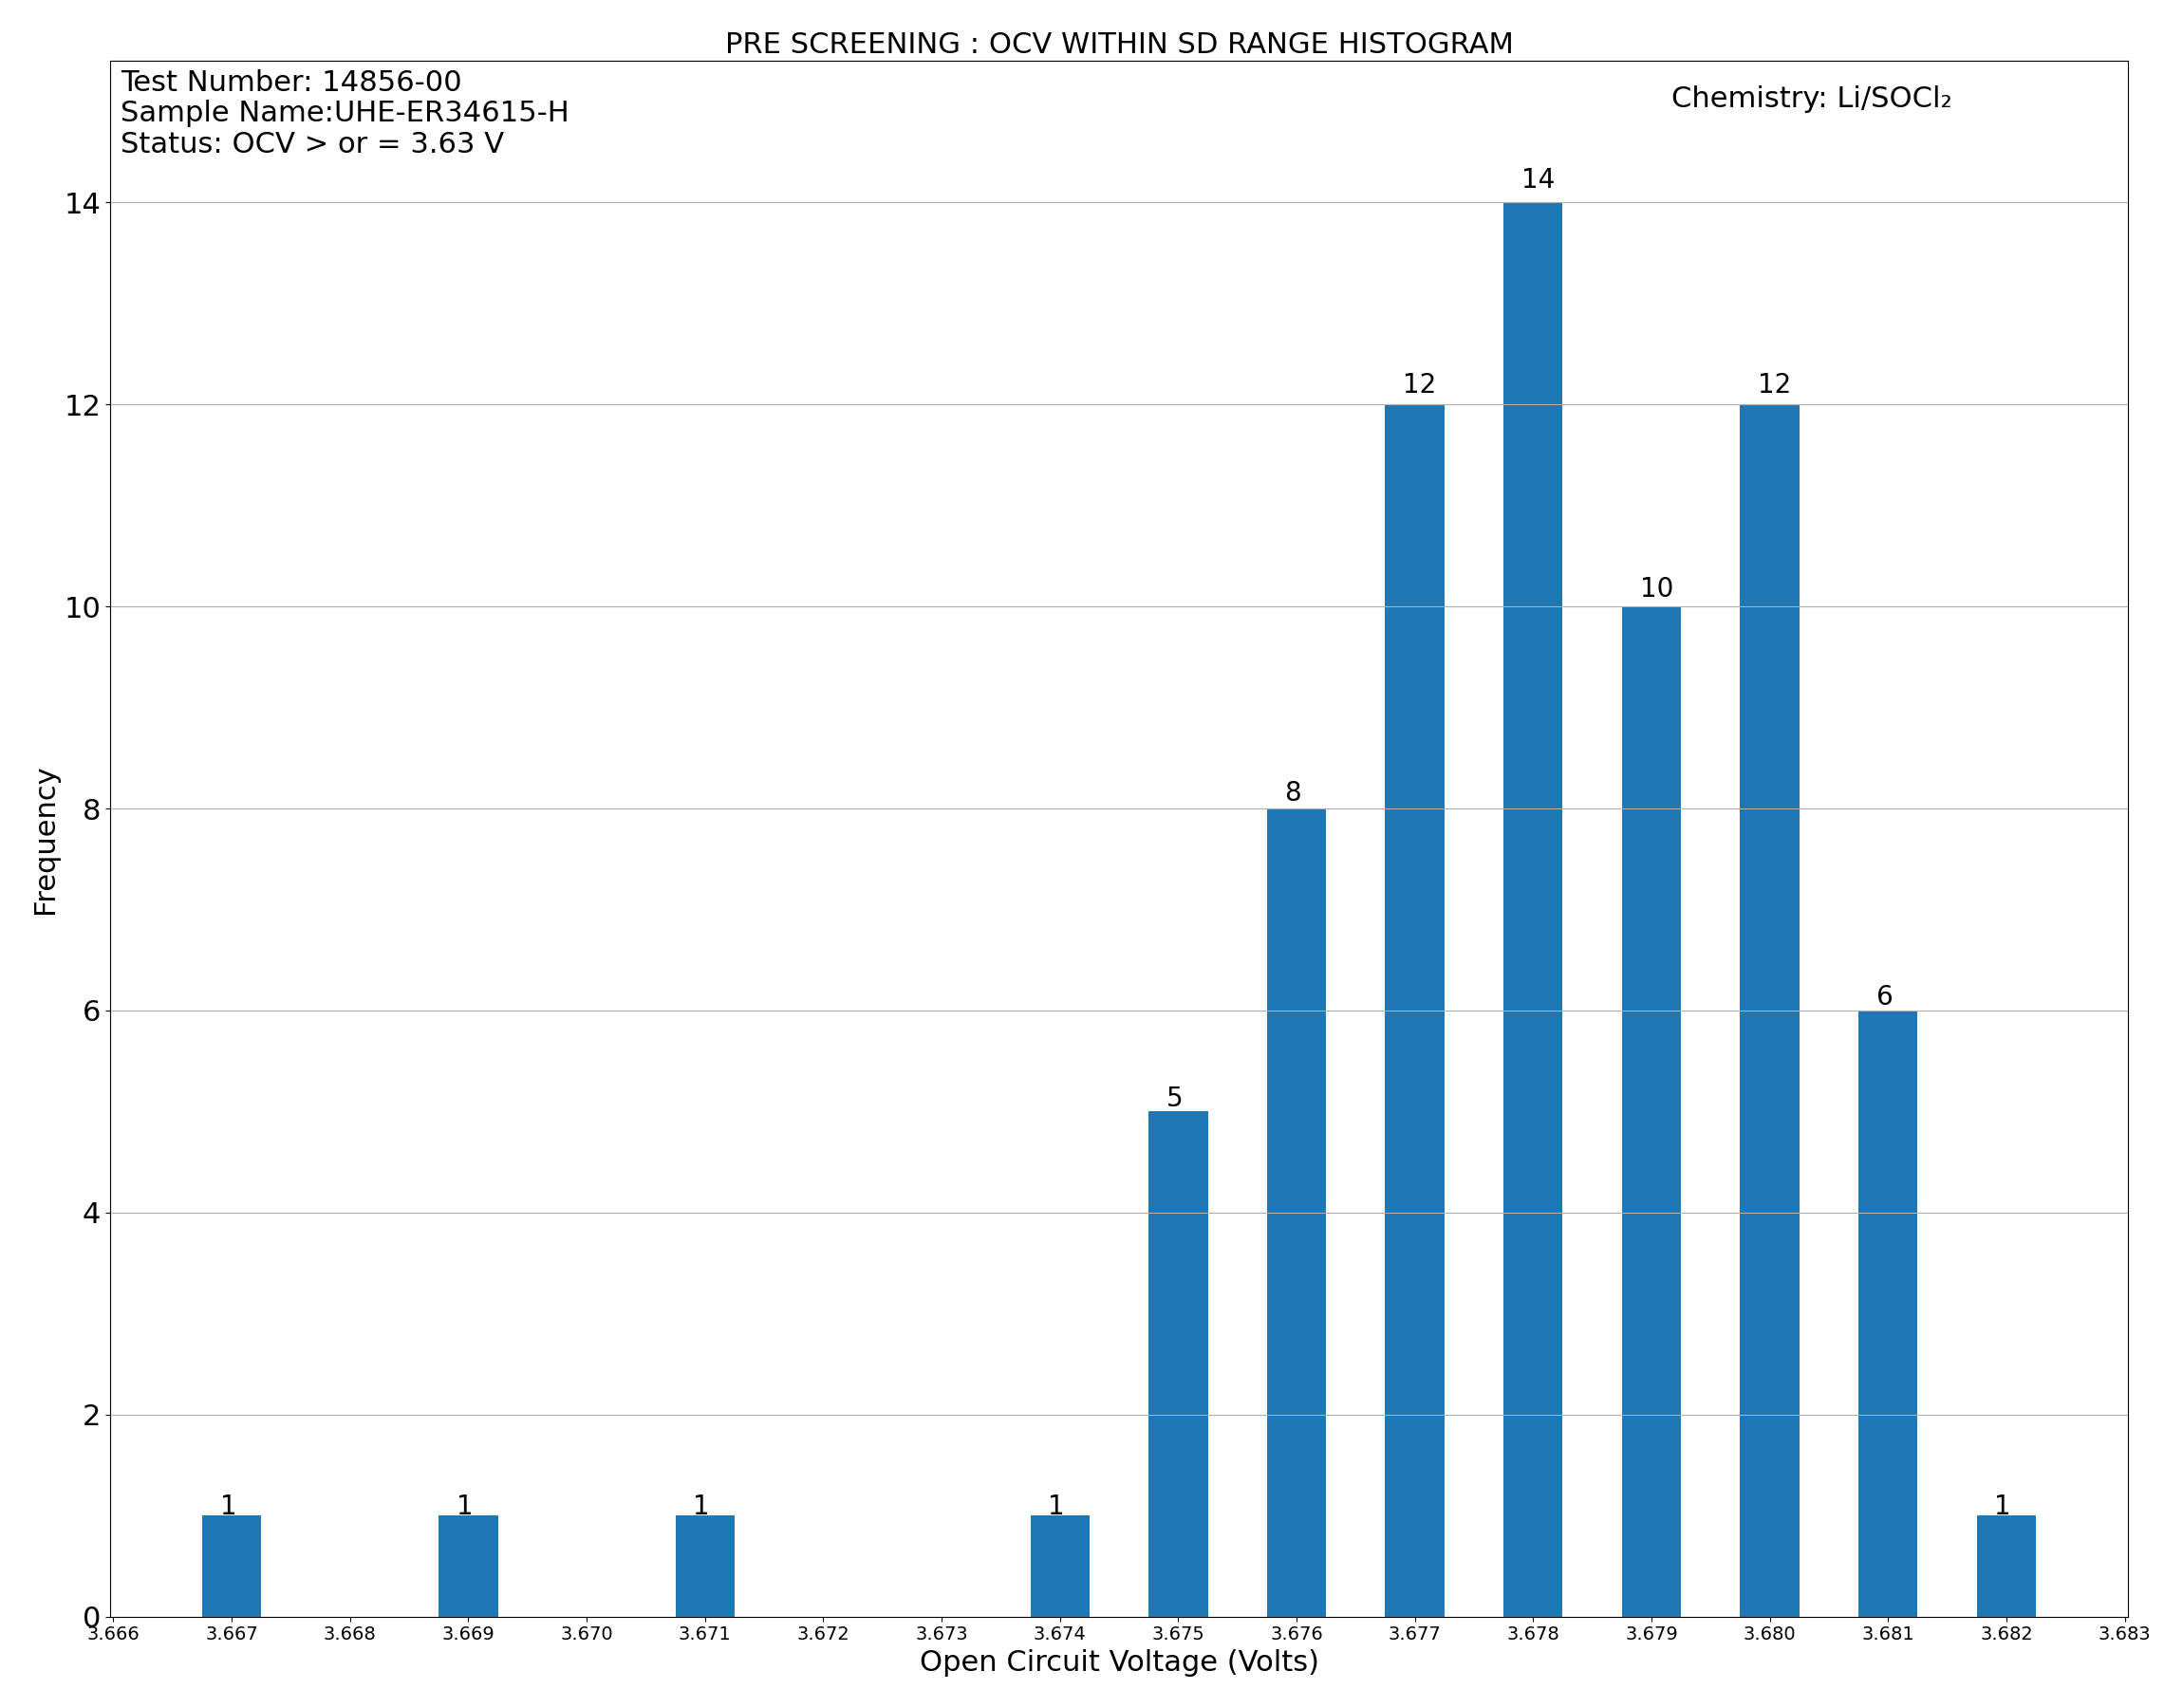 PRE SCREENING : OCV WITHIN SD RANGE HISTOGRAM
Test Number: 14856-00
Sample Name:UHE-ER34615-H
Status: OCV > or = 3.63 V
Chemistry: Li/SOCl₂
14
12
10
8
6
4
2
0
Frequency
1
1
1
1
5
8
12
14
10
12
6
1
3.666 3.667 3.668 3.669 3.670 3.671 3.672 3.673 3.674 3.675 3.676 3.677 3.678 3.679 3.680 3.681 3.682 3.683
Open Circuit Voltage (Volts)